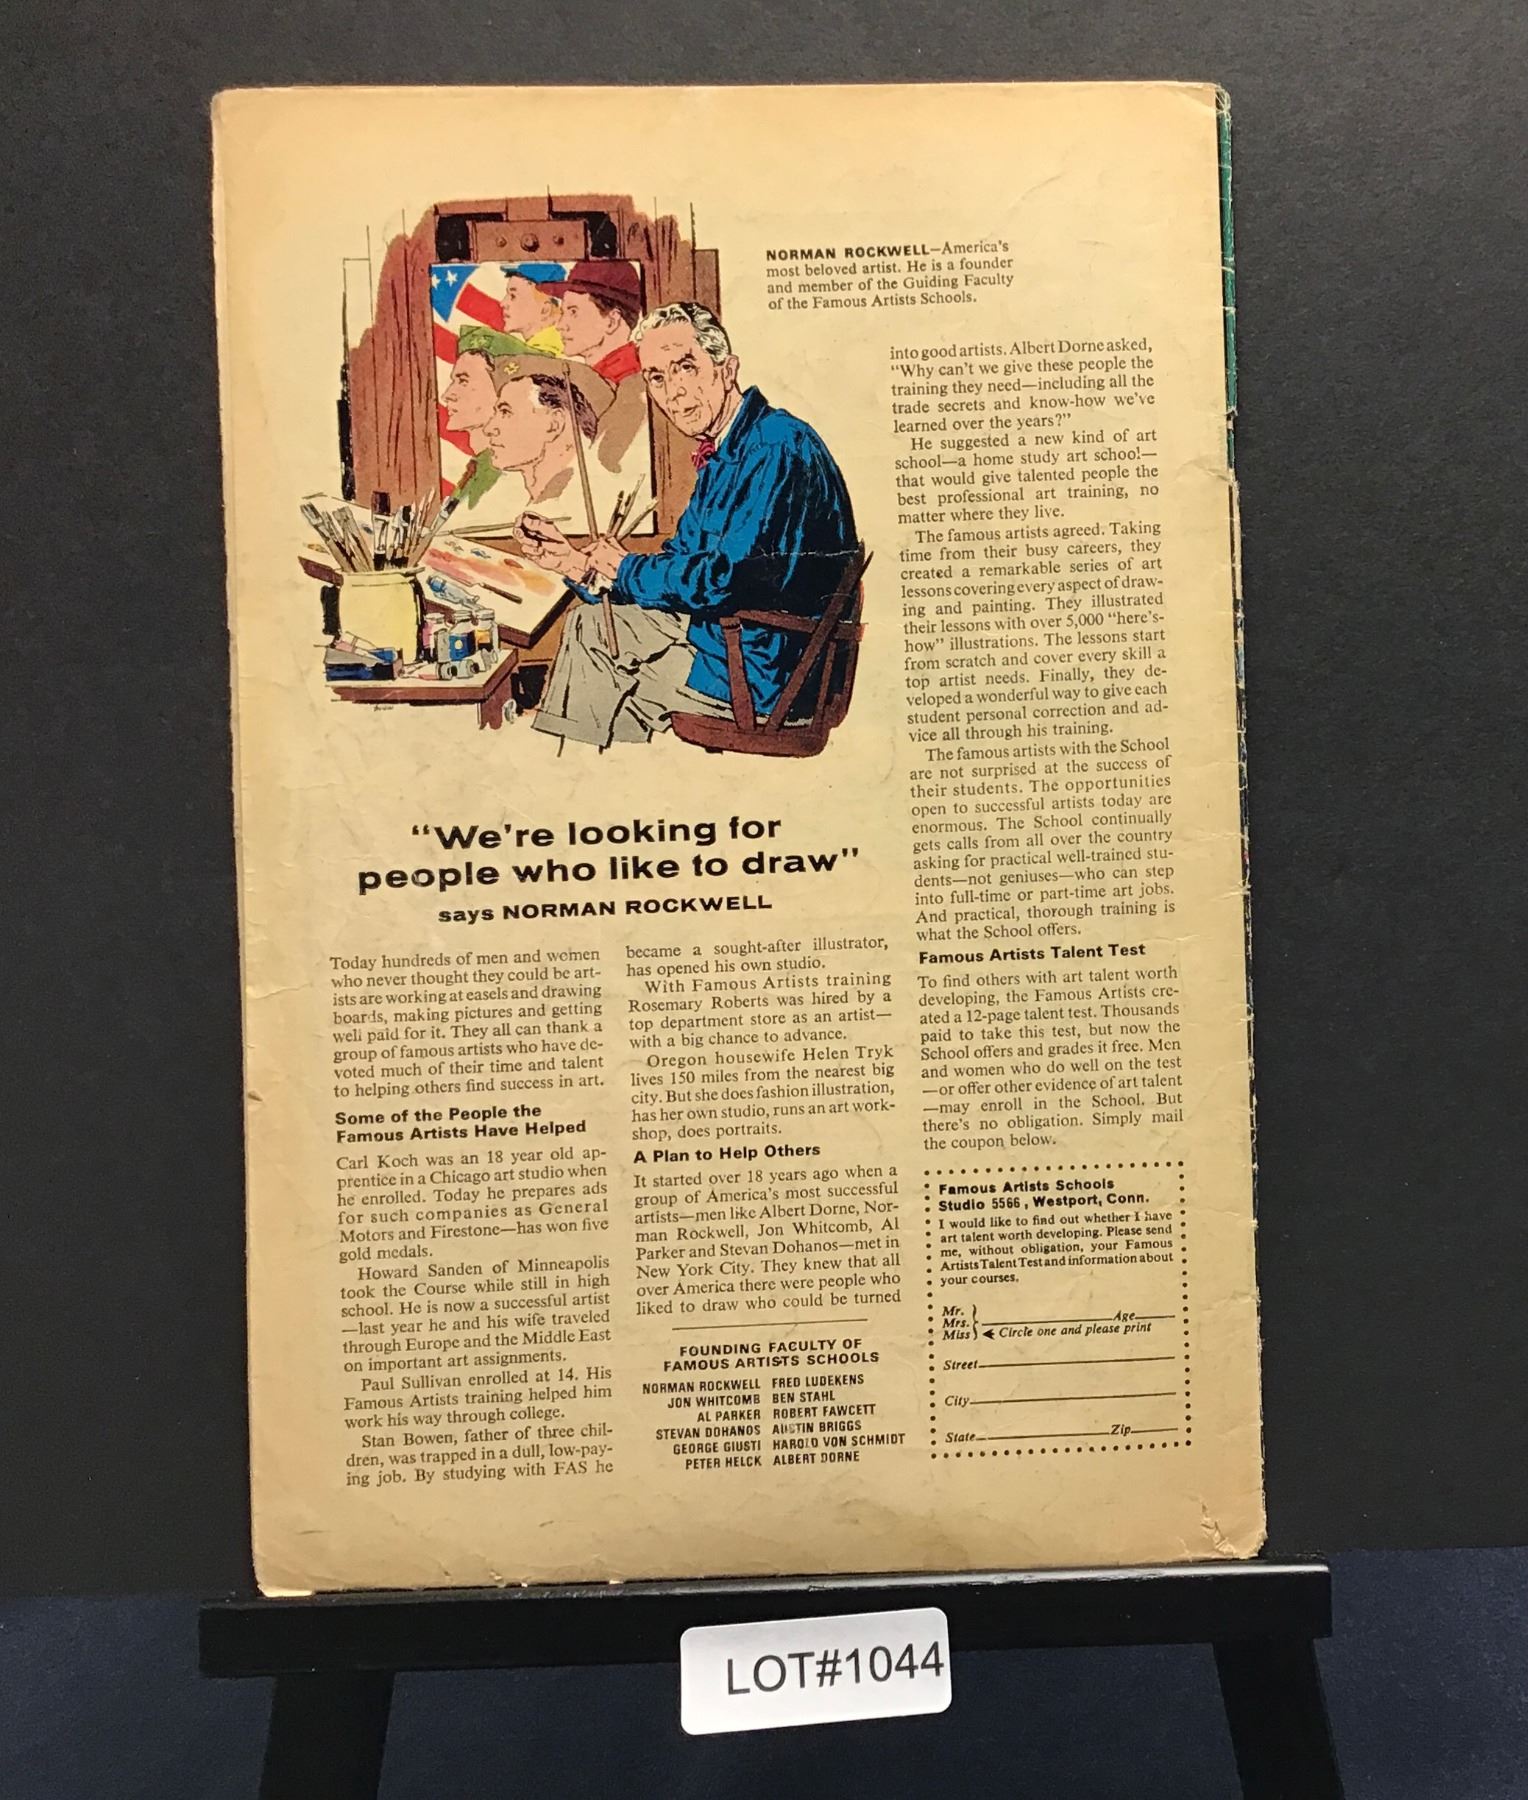 NORMAN ROCKWELL—America's
most beloved artist. He is a founder
and member of the Guiding Faculty
of the Famous Artists Schools.
"We're looking for
people who like to draw"
says NORMAN ROCKWELL
Today hundreds of men and women
who never thought they could be art-
ists are working at easels and drawing
boards, making pictures and getting
well paid for it. They all can thank a
group of famous artists who have de-
voted much of their time and talent
to helping others find success in art.
Some of the People the
Famous Artists Have Helped
Carl Koch was an 18 year old ap-
prentice in a Chicago art studio when
he enrolled. Today he prepares ads
for such companies as General
Motors and Firestone—has won five
gold medals.
Howard Sanden of Minneapolis
took the Course while still in high
school. He is now a successful artist
—last year he and his wife traveled
through Europe and the Middle East
on important art assignments.
Paul Sullivan enrolled at 14. His
Famous Artists training helped him
work his way through college.
Stan Bowen, father of three chil-
dren, was trapped in a dull, low-pay-
ing job. By studying with FAS he
became a sought-after illustrator,
has opened his own studio.
With Famous Artists training
Rosemary Roberts was hired by a
top department store as an artist—
with a big chance to advance.
Oregon housewife Helen Tryk
lives 150 miles from the nearest big
city. But she does fashion illustration,
has her own studio, runs an art work-
shop, does portraits.
A Plan to Help Others
It started over 18 years ago when a
group of America's most successful
artists—men like Albert Dorne, Nor-
man Rockwell, Jon Whitcomb, Al
Parker and Stevan Dohanos—met in
New York City. They knew that all
over America there were people who
liked to draw who could be turned
into good artists. Albert Dorne asked,
"Why can't we give these people the
training they need—including all the
trade secrets and know-how we've
learned over the years?"
He suggested a new kind of art
school—a home study art school—
that would give talented people the
best professional art training, no
matter where they live.
The famous artists agreed. Taking
time from their busy careers, they
created a remarkable series of art
lessons covering every aspect of draw-
ing and painting. They illustrated
their lessons with over 5,000 "here's-
how" illustrations. The lessons start
from scratch and cover every skill a
top artist needs. Finally, they de-
veloped a wonderful way to give each
student personal correction and ad-
vice all through his training.
The famous artists with the School
are not surprised at the success of
their students. The opportunities
open to successful artists today are
enormous. The School continually
gets calls from all over the country
asking for practical well-trained stu-
dents—not geniuses—who can step
into full-time or part-time art jobs.
And practical, thorough training is
what the School offers.
Famous Artists Talent Test
To find others with art talent worth
developing, the Famous Artists cre-
ated a 12-page talent test. Thousands
paid to take this test, but now the
School offers and grades it free. Men
and women who do well on the test
—or offer other evidence of art talent
—may enroll in the School. But
there's no obligation. Simply mail
the coupon below.
FOUNDING FACULTY OF
FAMOUS ARTISTS SCHOOLS
NORMAN ROCKWELL FRED LUDEKENS
JON WHITCOMB BEN STAHL
AL PARKER ROBERT FAWCETT
STEVAN DOHANOS AUSTIN BRIGGS
GEORGE GIUSTI HAROLD VON SCHMIDT
PETER HELCK ALBERT DORNE
Famous Artists Schools
Studio 5566, Westport, Conn.
I would like to find out whether I have
art talent worth developing. Please send
me, without obligation, your Famous
Artists Talent Test and information about
your courses.
Mr.
Mrs. Age
Miss Circle one and please print
Street
City
State Zip
LOT#1044